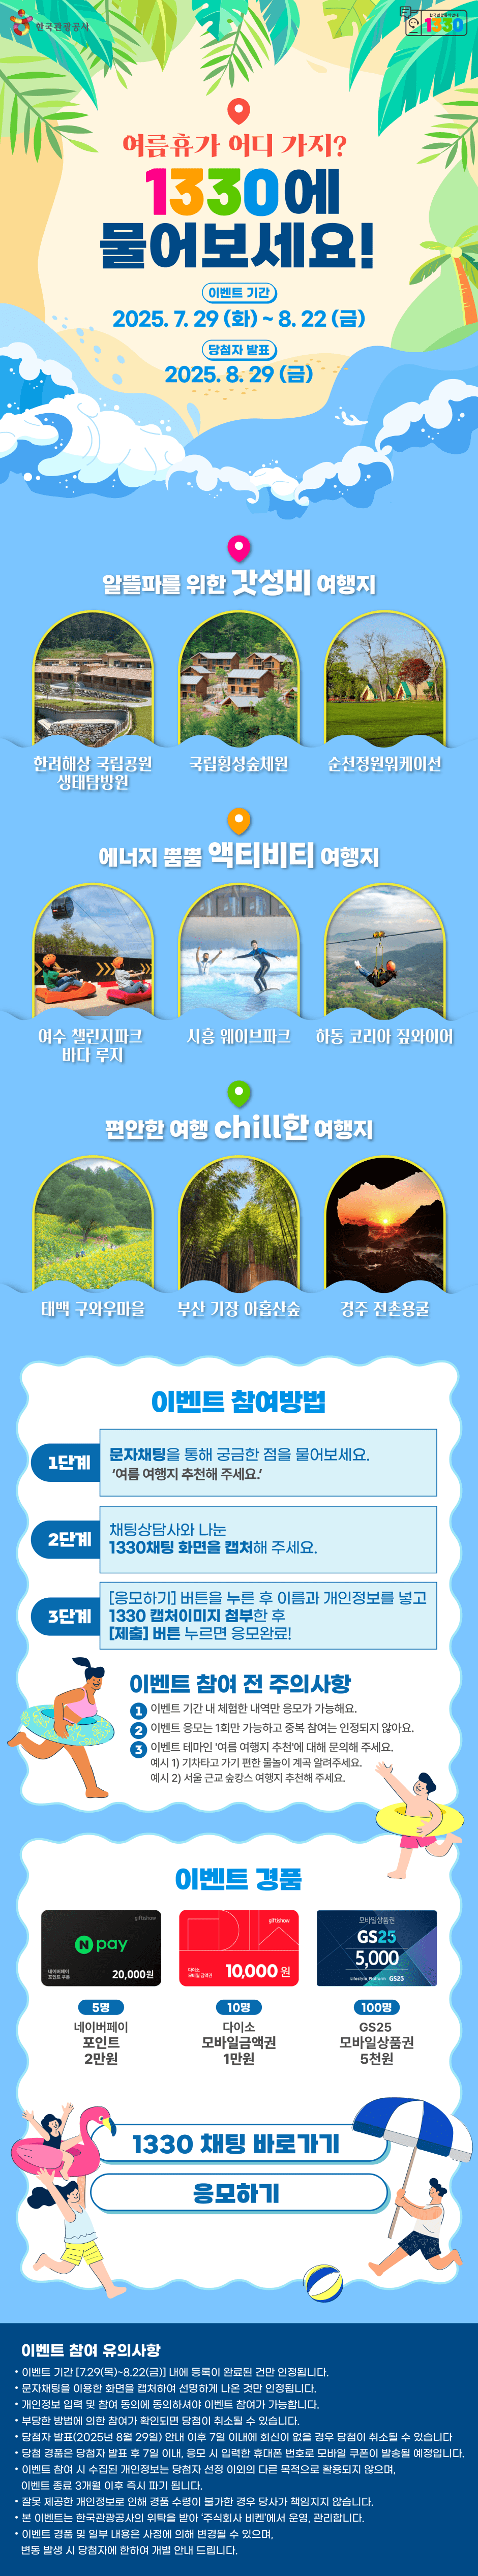 한국관광공사
1330
여름휴가 어디 가지?
1330에
물어보세요!
이벤트 기간
2025. 7. 29 (화) ~ 8. 22 (금)
당첨자 발표
2025. 8. 29 (금)
알뜰파를 위한 갓성비 여행지
한려해상 국립공원
생태탐방원
국립횡성숲체원
순천정원워케이션
에너지 뿜뿜 액티비티 여행지
여수 챌린지파크
바다 루지
시흥 웨이브파크
하동 코리아 짚와이어
편안한 여행 chill한 여행지
태백 구와우마을
부산 기장 아홉산숲
경주 전촌용굴
이벤트 참여방법
1단계
문자채팅을 통해 궁금한 점을 물어보세요.
‘여름 여행지 추천해 주세요.’
2단계
채팅상담사와 나눈
1330채팅 화면을 캡처해 주세요.
3단계
[응모하기] 버튼을 누른 후 이름과 개인정보를 넣고
1330 캡처이미지 첨부한 후
[제출] 버튼 누르면 응모완료!
이벤트 참여 전 주의사항
1 이벤트 기간 내 체험한 내역만 응모가 가능해요.
2 이벤트 응모는 1회만 가능하고 중복 참여는 인정되지 않아요.
3 이벤트 테마인 '여름 여행지 추천'에 대해 문의해 주세요.
예시 1) 기차타고 가기 편한 물놀이 계곡 알려주세요.
예시 2) 서울 근교 숲캉스 여행지 추천해 주세요.
이벤트 경품
giftishow
N pay
네이버페이
포인트 쿠폰
20,000원
giftishow
다이소
모바일 금액권
10,000 원
모바일상품권
GS25
5,000
Lifestyle Platform GS25
5명
네이버페이
포인트
2만원
10명
다이소
모바일금액권
1만원
100명
GS25
모바일상품권
5천원
1330 채팅 바로가기
응모하기
이벤트 참여 유의사항
• 이벤트 기간 [7.29(목)~8.22(금)] 내에 등록이 완료된 건만 인정됩니다.
• 문자채팅을 이용한 화면을 캡처하여 선명하게 나온 것만 인정됩니다.
• 개인정보 입력 및 참여 동의에 동의하셔야 이벤트 참여가 가능합니다.
• 부당한 방법에 의한 참여가 확인되면 당첨이 취소될 수 있습니다.
• 당첨자 발표(2025년 8월 29일) 안내 이후 7일 이내에 회신이 없을 경우 당첨이 취소될 수 있습니다
• 당첨 경품은 당첨자 발표 후 7일 이내, 응모 시 입력한 휴대폰 번호로 모바일 쿠폰이 발송될 예정입니다.
• 이벤트 참여 시 수집된 개인정보는 당첨자 선정 이외의 다른 목적으로 활용되지 않으며,
이벤트 종료 3개월 이후 즉시 파기 됩니다.
• 잘못 제공한 개인정보로 인해 경품 수령이 불가한 경우 당사가 책임지지 않습니다.
• 본 이벤트는 한국관광공사의 위탁을 받아 ‘주식회사 비켄’에서 운영, 관리합니다.
• 이벤트 경품 및 일부 내용은 사정에 의해 변경될 수 있으며,
변동 발생 시 당첨자에 한하여 개별 안내 드립니다.